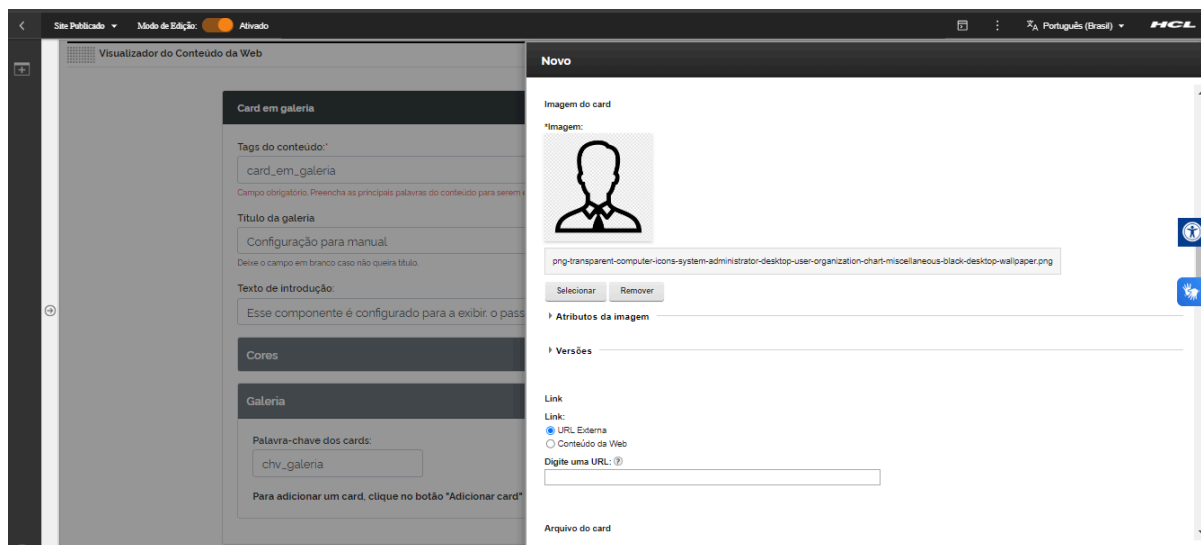 Site Publicado
Modo de Edição:
Ativado
Português (Brasil)
HCL
Visualizador do Conteúdo da Web
Card em galeria
Tags do conteúdo:*
card_em_galeria
Campo obrigatório. Preencha as principais palavras do conteúdo para serem
Título da galeria
Configuração para manual
Deixe o campo em branco caso não queira título.
Texto de introdução:
Esse componente é configurado para a exibir. o pass
Cores
Galeria
Palavra-chave dos cards:
chv_galeria
Para adicionar um card, clique no botão "Adicionar card"
Novo
Imagem do card
*Imagem:
png-transparent-computer-icons-system-administrator-desktop-user-organization-chart-miscellaneous-black-desktop-wallpaper.png
Selecionar Remover
Atributos da imagem
Versões
Link
Link:
URL Externa
Conteúdo da Web
Digite uma URL:
Arquivo do card